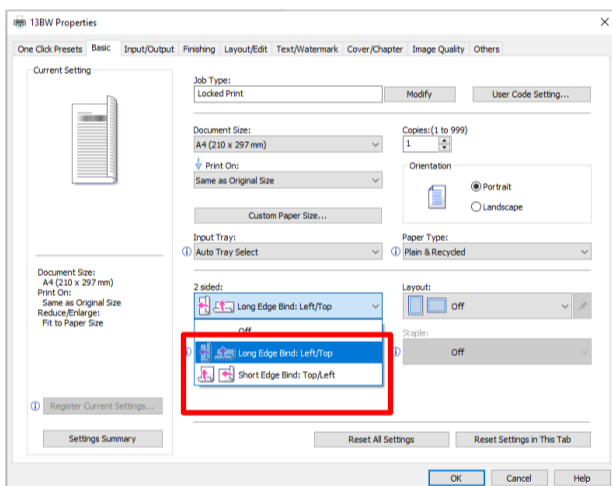 13BW Properties
One Click Presets Basic Input/Output Finishing Layout/Edit Text/Watermark Cover/Chapter Image Quality Others
Current Setting
Job Type:
Locked Print Modify User Code Setting...
Document Size: Copies:(1 to 999)
A4 (210 x 297 mm) 1
Print On: Orientation
Same as Original Size Portrait
Landscape
Custom Paper Size...
Input Tray: Paper Type:
Auto Tray Select Plain & Recycled
Document Size:
A4 (210 x 297 mm)
Print On:
Same as Original Size
Reduce/Enlarge:
Fit to Paper Size
2 sided: Layout:
Long Edge Bind: Left/Top Off
Off Staple:
Long Edge Bind: Left/Top Off
Short Edge Bind: Top/Left
Register Current Settings...
Settings Summary Reset All Settings Reset Settings in This Tab
OK Cancel Help